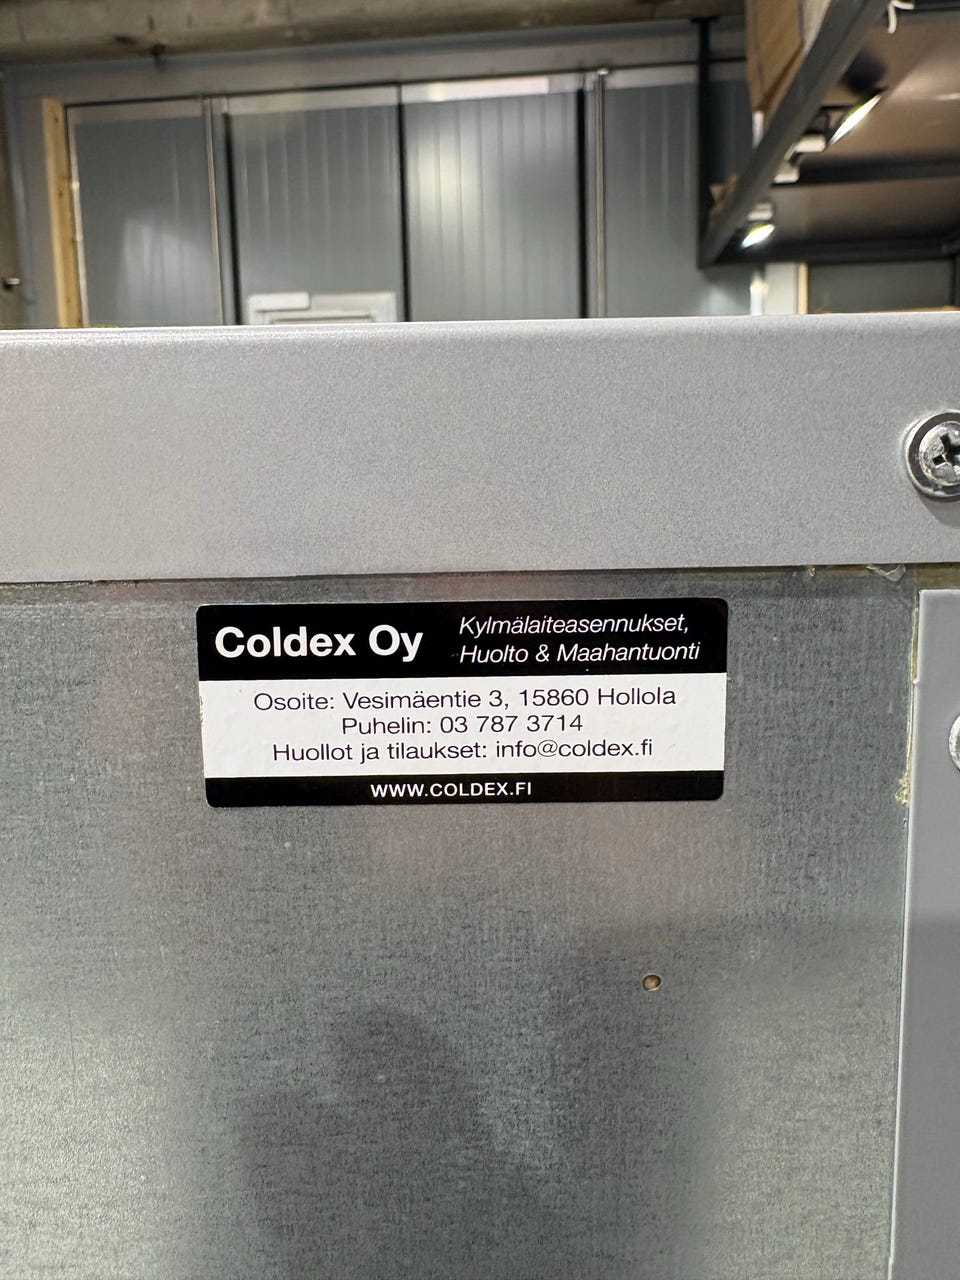 Coldex Oy
Kylmälaiteasennukset,
Huolto & Maahantuonti
Osoite: Vesimäentie 3, 15860 Hollola
Puhelin: 03 787 3714
Huollot ja tilaukset: info@coldex.fi
WWW.COLDEX.FI